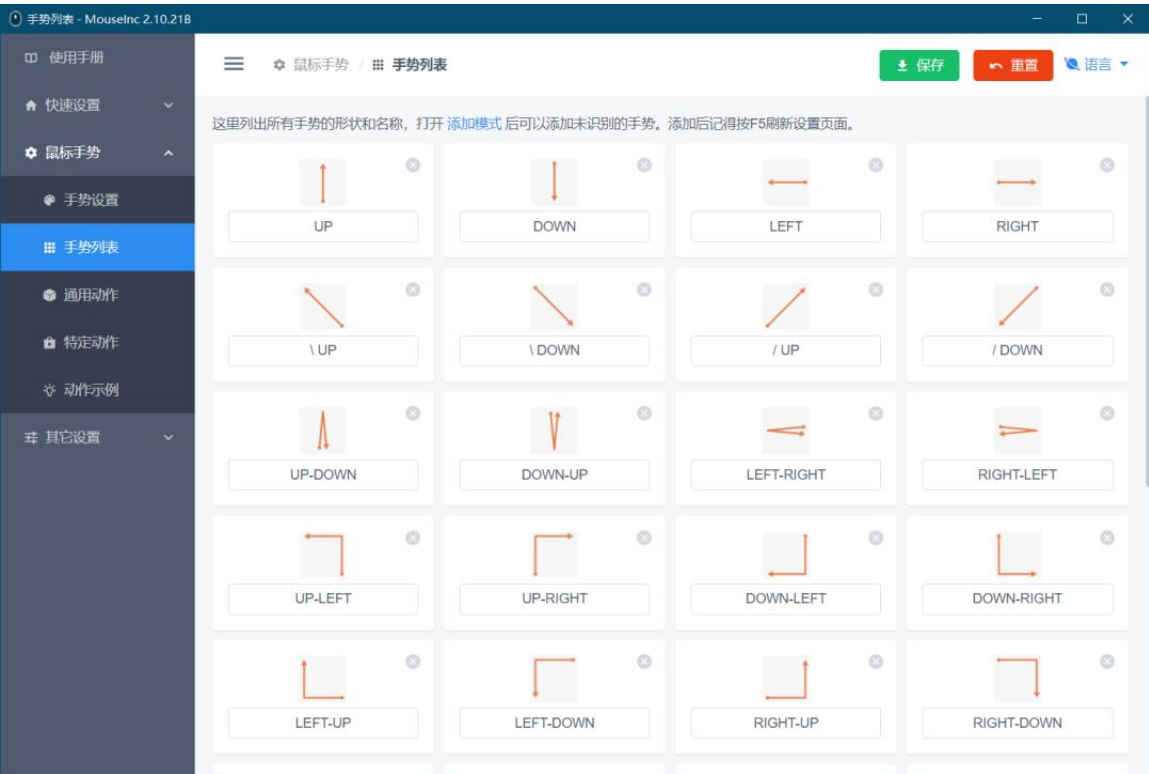 手势列表 - MouseInc 2.10.21B
使用手册
快速设置
鼠标手势
手势设置
手势列表
通用动作
特定动作
动作示例
其它设置
鼠标手势 / 手势列表
保存
重置
语言
这里列出所有手势的形状和名称，打开 添加模式 后可以添加未识别的手势。添加后记得按F5刷新设置页面。
UP
DOWN
LEFT
RIGHT
\ UP
\ DOWN
/ UP
/ DOWN
UP-DOWN
DOWN-UP
LEFT-RIGHT
RIGHT-LEFT
UP-LEFT
UP-RIGHT
DOWN-LEFT
DOWN-RIGHT
LEFT-UP
LEFT-DOWN
RIGHT-UP
RIGHT-DOWN